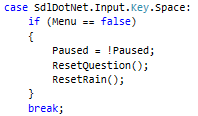 case SdlDotNet.Input.Key.Space:
    if (Menu == false)
    {
        Paused = !Paused;
        ResetQuestion();
        ResetRain();
    }
    break;